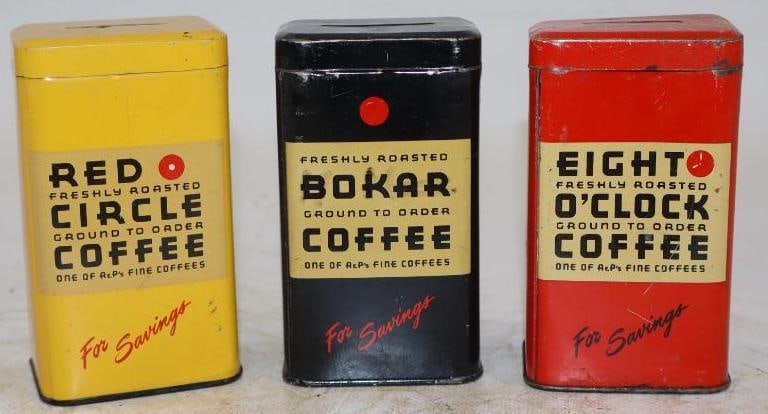 RED
FRESHLY ROASTED
CIRCLE
GROUND TO ORDER
COFFEE
ONE OF A&P's FINE COFFEES
For Savings
FRESHLY ROASTED
BOKAR
GROUND TO ORDER
COFFEE
ONE OF A&P's FINE COFFEES
For Savings
EIGHT
FRESHLY ROASTED
O'CLOCK
GROUND TO ORDER
COFFEE
ONE OF A&P's FINE COFFEES
For Savings